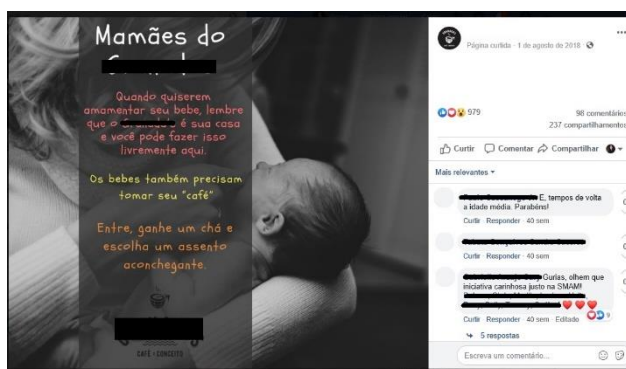 Mamães do
Quando quiserem
amamentar seu bebe, lembre
que o é sua casa
e você pode fazer isso
livremente aqui.
Os bebes também precisam
tomar seu "café"
Entre, ganhe um chá e
escolha um assento
aconchegante.
CAFÉ & CONCEITO
Página curtida · 1 de agosto de 2018 ·
979
98 comentários
237 compartilhamentos
Curtir Comentar Compartilhar
Mais relevantes
E, tempos de volta
a idade média. Parabéns!
Curtir · Responder · 40 sem
Curtir · Responder · 40 sem
Gurias, olhem que
iniciativa carinhosa justo na SMAM!
Curtir · Responder · 40 sem · Editado
9
5 respostas
Escreva um comentário...